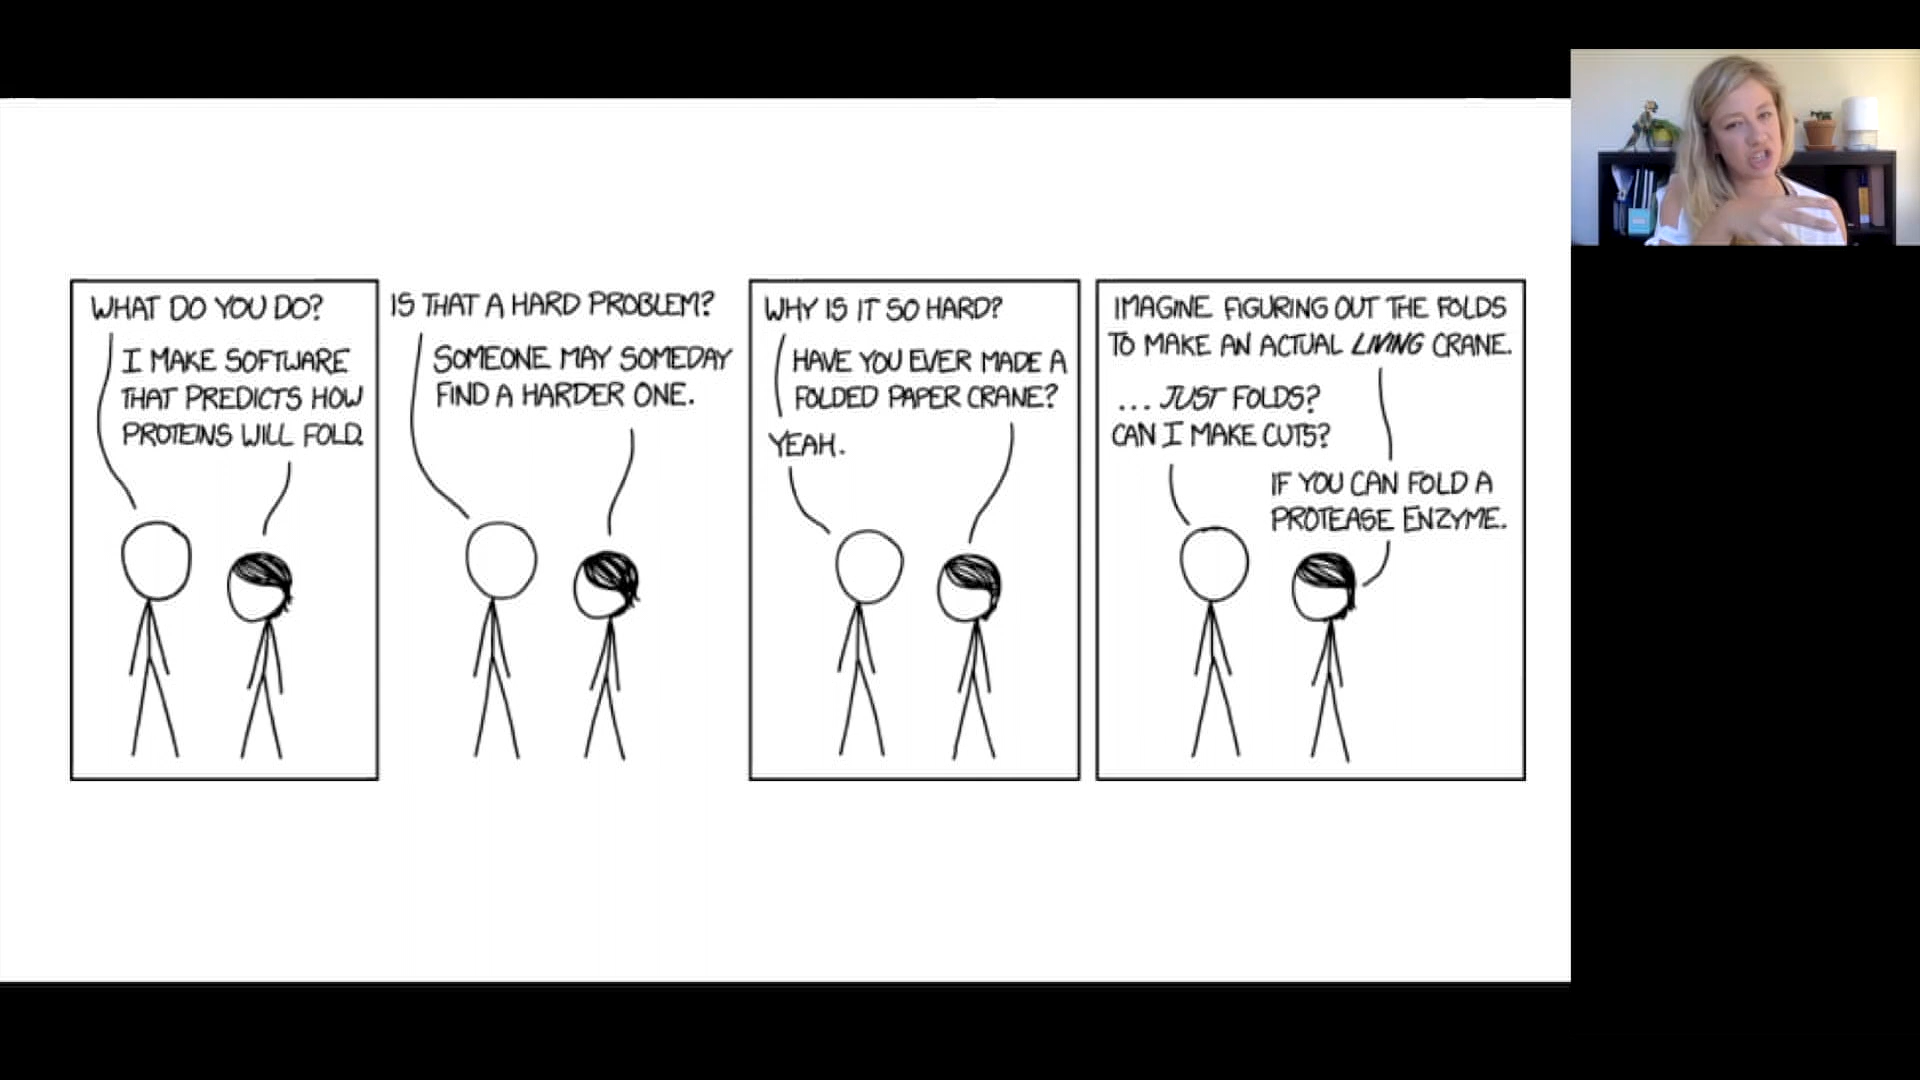 WHAT DO YOU DO?
I MAKE SOFTWARE
THAT PREDICTS HOW
PROTEINS WILL FOLD.
IS THAT A HARD PROBLEM?
SOMEONE MAY SOMEDAY
FIND A HARDER ONE.
WHY IS IT SO HARD?
HAVE YOU EVER MADE A
FOLDED PAPER CRANE?
YEAH.
IMAGINE FIGURING OUT THE FOLDS
TO MAKE AN ACTUAL LIVING CRANE.
... JUST FOLDS?
CAN I MAKE CUTS?
IF YOU CAN FOLD A
PROTEASE ENZYME.